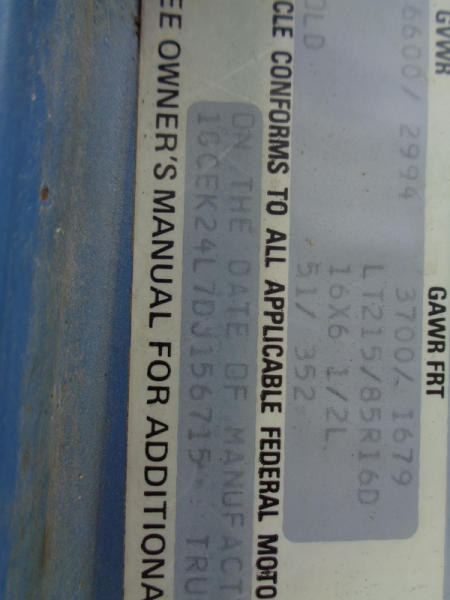 GVWR GAWR FRT
6600/ 2994 3700/ 1679
LT215/85R16D
16X6 1/2L
OLD 51/ 352
CLE CONFORMS TO ALL APPLICABLE FEDERAL MOTO
ON THE DATE OF MANUFACT
1GCEK24L7DJ156715 TRU
EE OWNER'S MANUAL FOR ADDITIONA